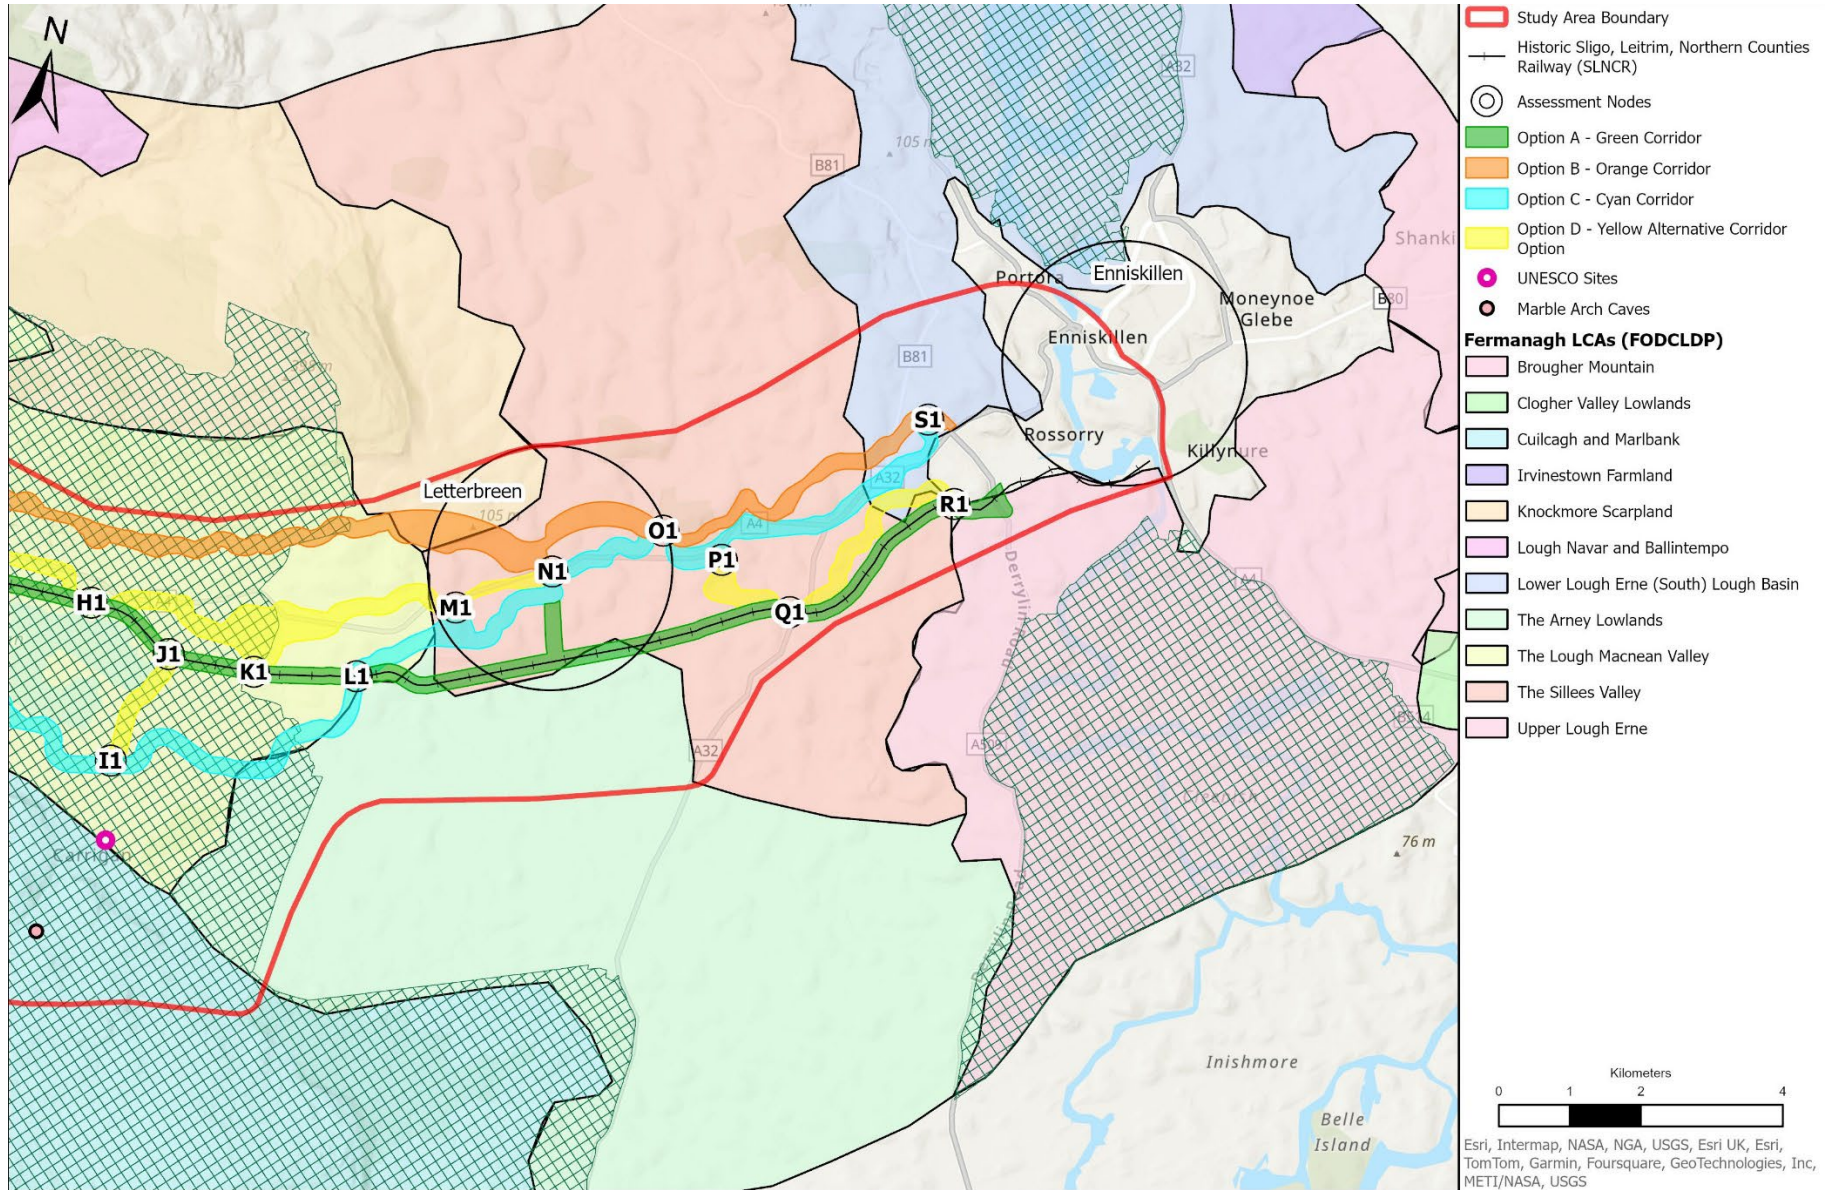 N
A32
105 m
B81
Shanki
Portora
Enniskillen
Moneynoe
Glebe
B80
Enniskillen
B81
S1
Rossorry
Killynure
A32
Letterbreen
105 m
R1
O1
A4
P1
N1
H1
M1
Q1
Derrylin Road
A4
J1
K1
L1
I1
A32
A509
B514
76 m
Inishmore
Belle
Island
Study Area Boundary
Historic Sligo, Leitrim, Northern Counties
Railway (SLNCR)
Assessment Nodes
Option A - Green Corridor
Option B - Orange Corridor
Option C - Cyan Corridor
Option D - Yellow Alternative Corridor
Option
UNESCO Sites
Marble Arch Caves
Fermanagh LCAs (FODCLDP)
Brougher Mountain
Clogher Valley Lowlands
Cuilcagh and Marlbank
Irvinestown Farmland
Knockmore Scarpland
Lough Navar and Ballintempo
Lower Lough Erne (South) Lough Basin
The Arney Lowlands
The Lough Macnean Valley
The Sillees Valley
Upper Lough Erne
Kilometers
0 1 2 4
Esri, Intermap, NASA, NGA, USGS, Esri UK, Esri,
TomTom, Garmin, Foursquare, GeoTechnologies, Inc,
METI/NASA, USGS